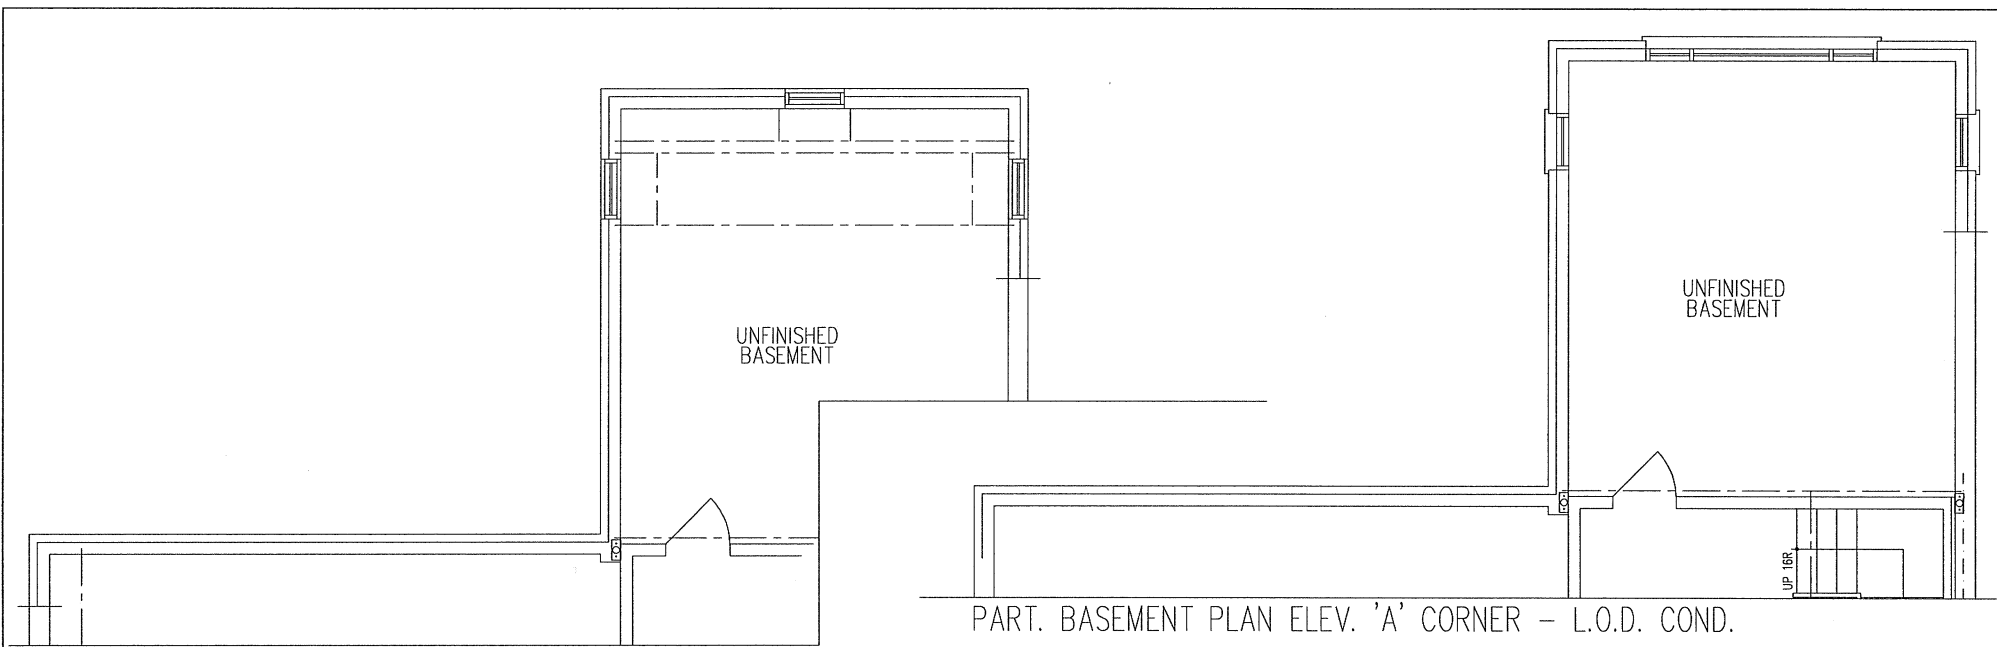 UNFINISHED
BASEMENT
UNFINISHED
BASEMENT
UP 16R
PART. BASEMENT PLAN ELEV. 'A' CORNER – L.O.D. COND.